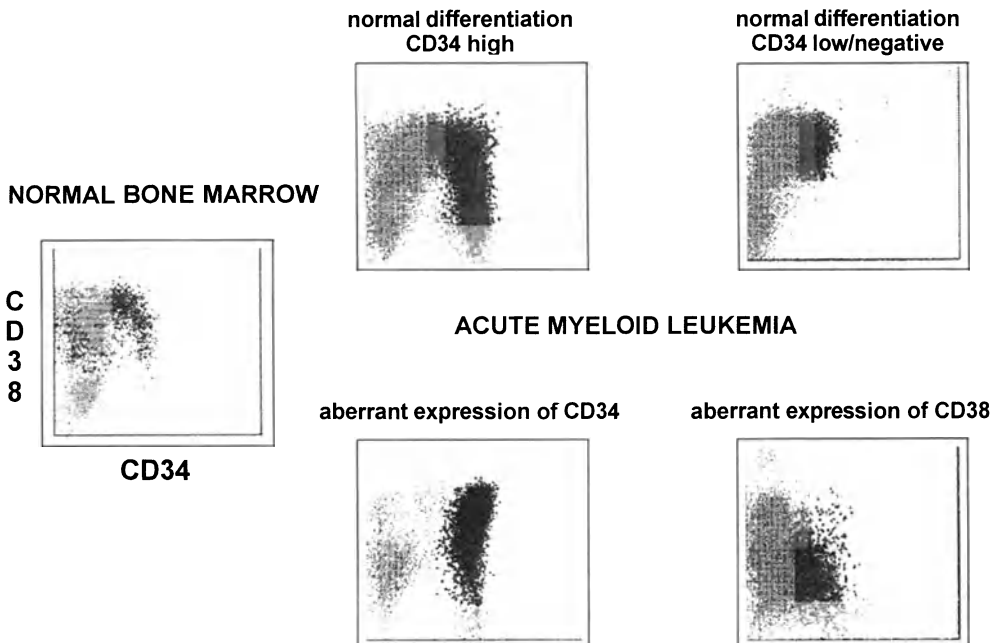 normal differentiation
CD34 high
normal differentiation
CD34 low/negative
NORMAL BONE MARROW
C
D
3
8
CD34
ACUTE MYELOID LEUKEMIA
aberrant expression of CD34
aberrant expression of CD38